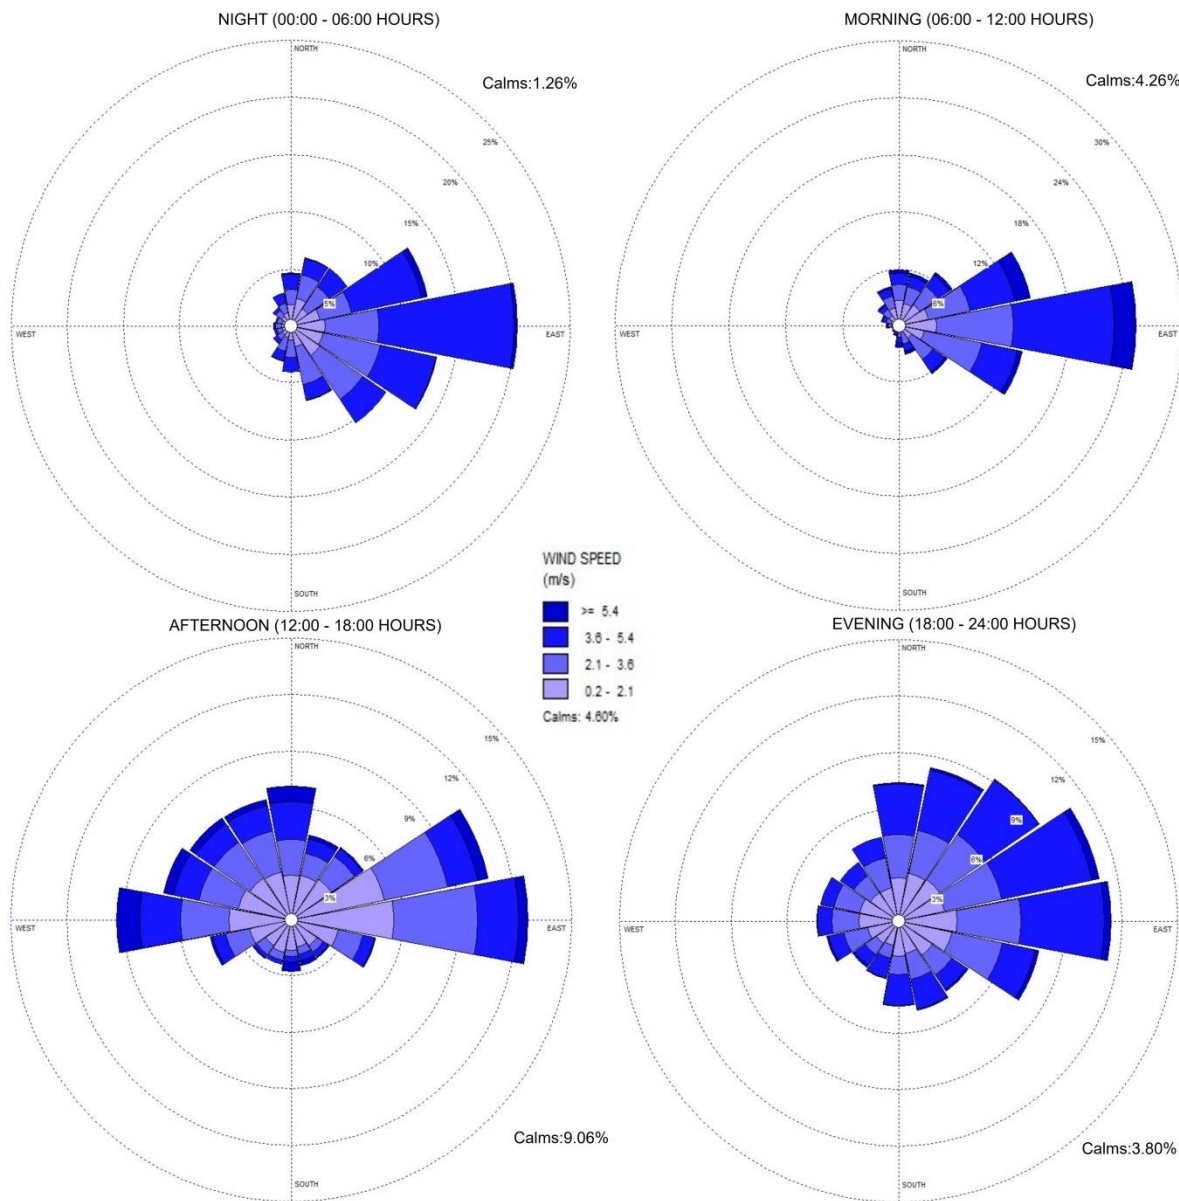 NIGHT (00:00 - 06:00 HOURS)
NORTH
Calms:1.26%
25%
20%
15%
10%
5%
WEST
EAST
SOUTH
MORNING (06:00 - 12:00 HOURS)
NORTH
Calms:4.26%
30%
24%
18%
12%
6%
WEST
EAST
SOUTH
WIND SPEED
(m/s)
>= 5.4
3.6 - 5.4
2.1 - 3.6
0.2 - 2.1
Calms: 4.60%
AFTERNOON (12:00 - 18:00 HOURS)
NORTH
15%
12%
9%
6%
3%
WEST
EAST
Calms:9.06%
SOUTH
EVENING (18:00 - 24:00 HOURS)
NORTH
15%
12%
9%
6%
3%
WEST
EAST
Calms:3.80%
SOUTH